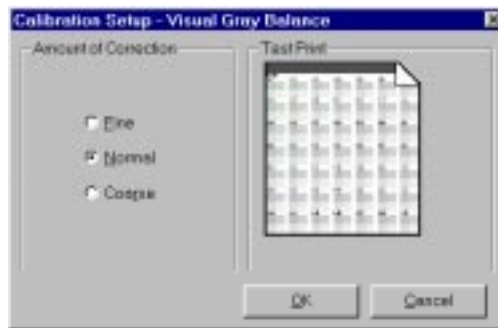 Calibration Setup - Visual Gray Balance
Amount of Correction
Fine
Normal
Coarse
Test Print
OK
Cancel